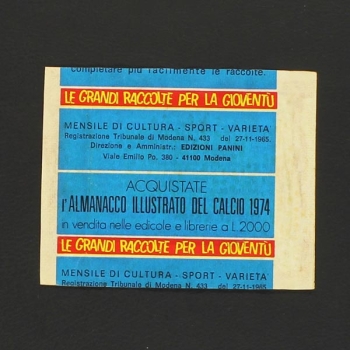 completare più facilmente le raccolte.
LE GRANDI RACCOLTE PER LA GIOVENTÙ
MENSILE DI CULTURA - SPORT - VARIETA
Registrazione Tribunale di Modena N. 433 del 27-11-1965.
Direzione e Amministr.: EDIZIONI PANINI
Viale Emilio Po, 380 - 41100 Modena
ACQUISTATE
l'ALMANACCO ILLUSTRATO DEL CALCIO 1974
in vendita nelle edicole e librerie a L. 2000
LE GRANDI RACCOLTE PER LA GIOVENTÙ
MENSILE DI CULTURA - SPORT - VARIETA'
Registrazione Tribunale di Modena N. 433 del 27-11-1965